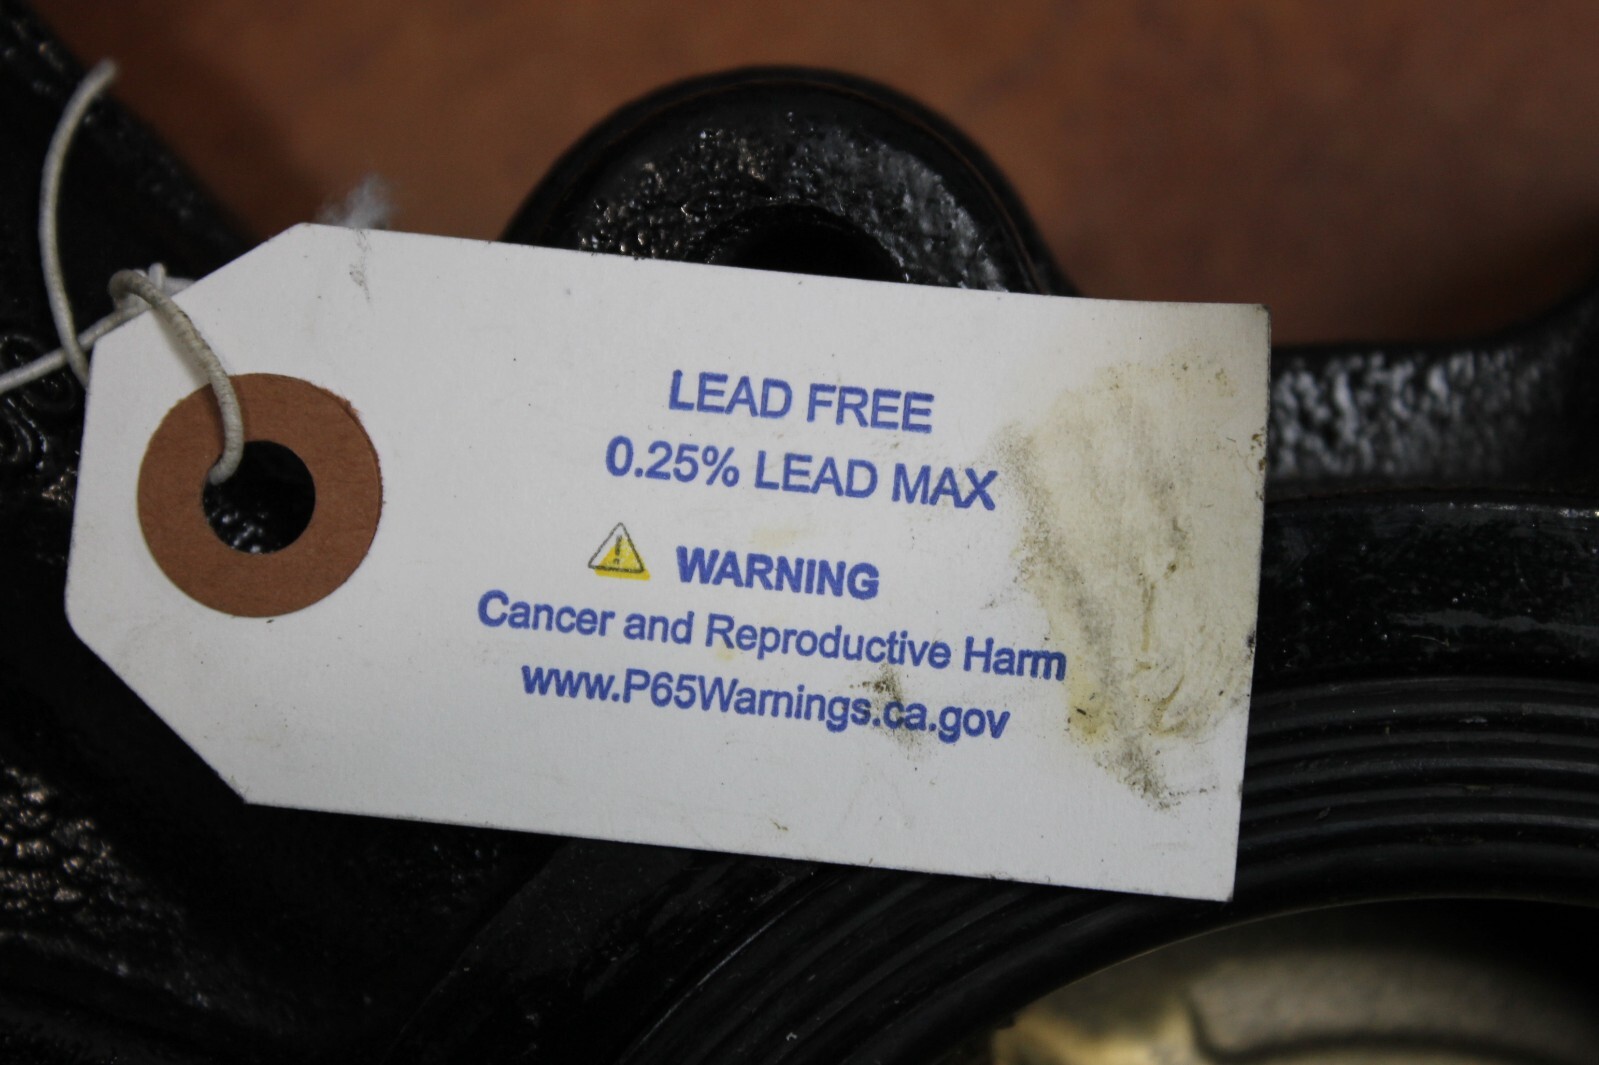 LEAD FREE
0.25% LEAD MAX
WARNING
Cancer and Reproductive Harm
www.P65Warnings.ca.gov